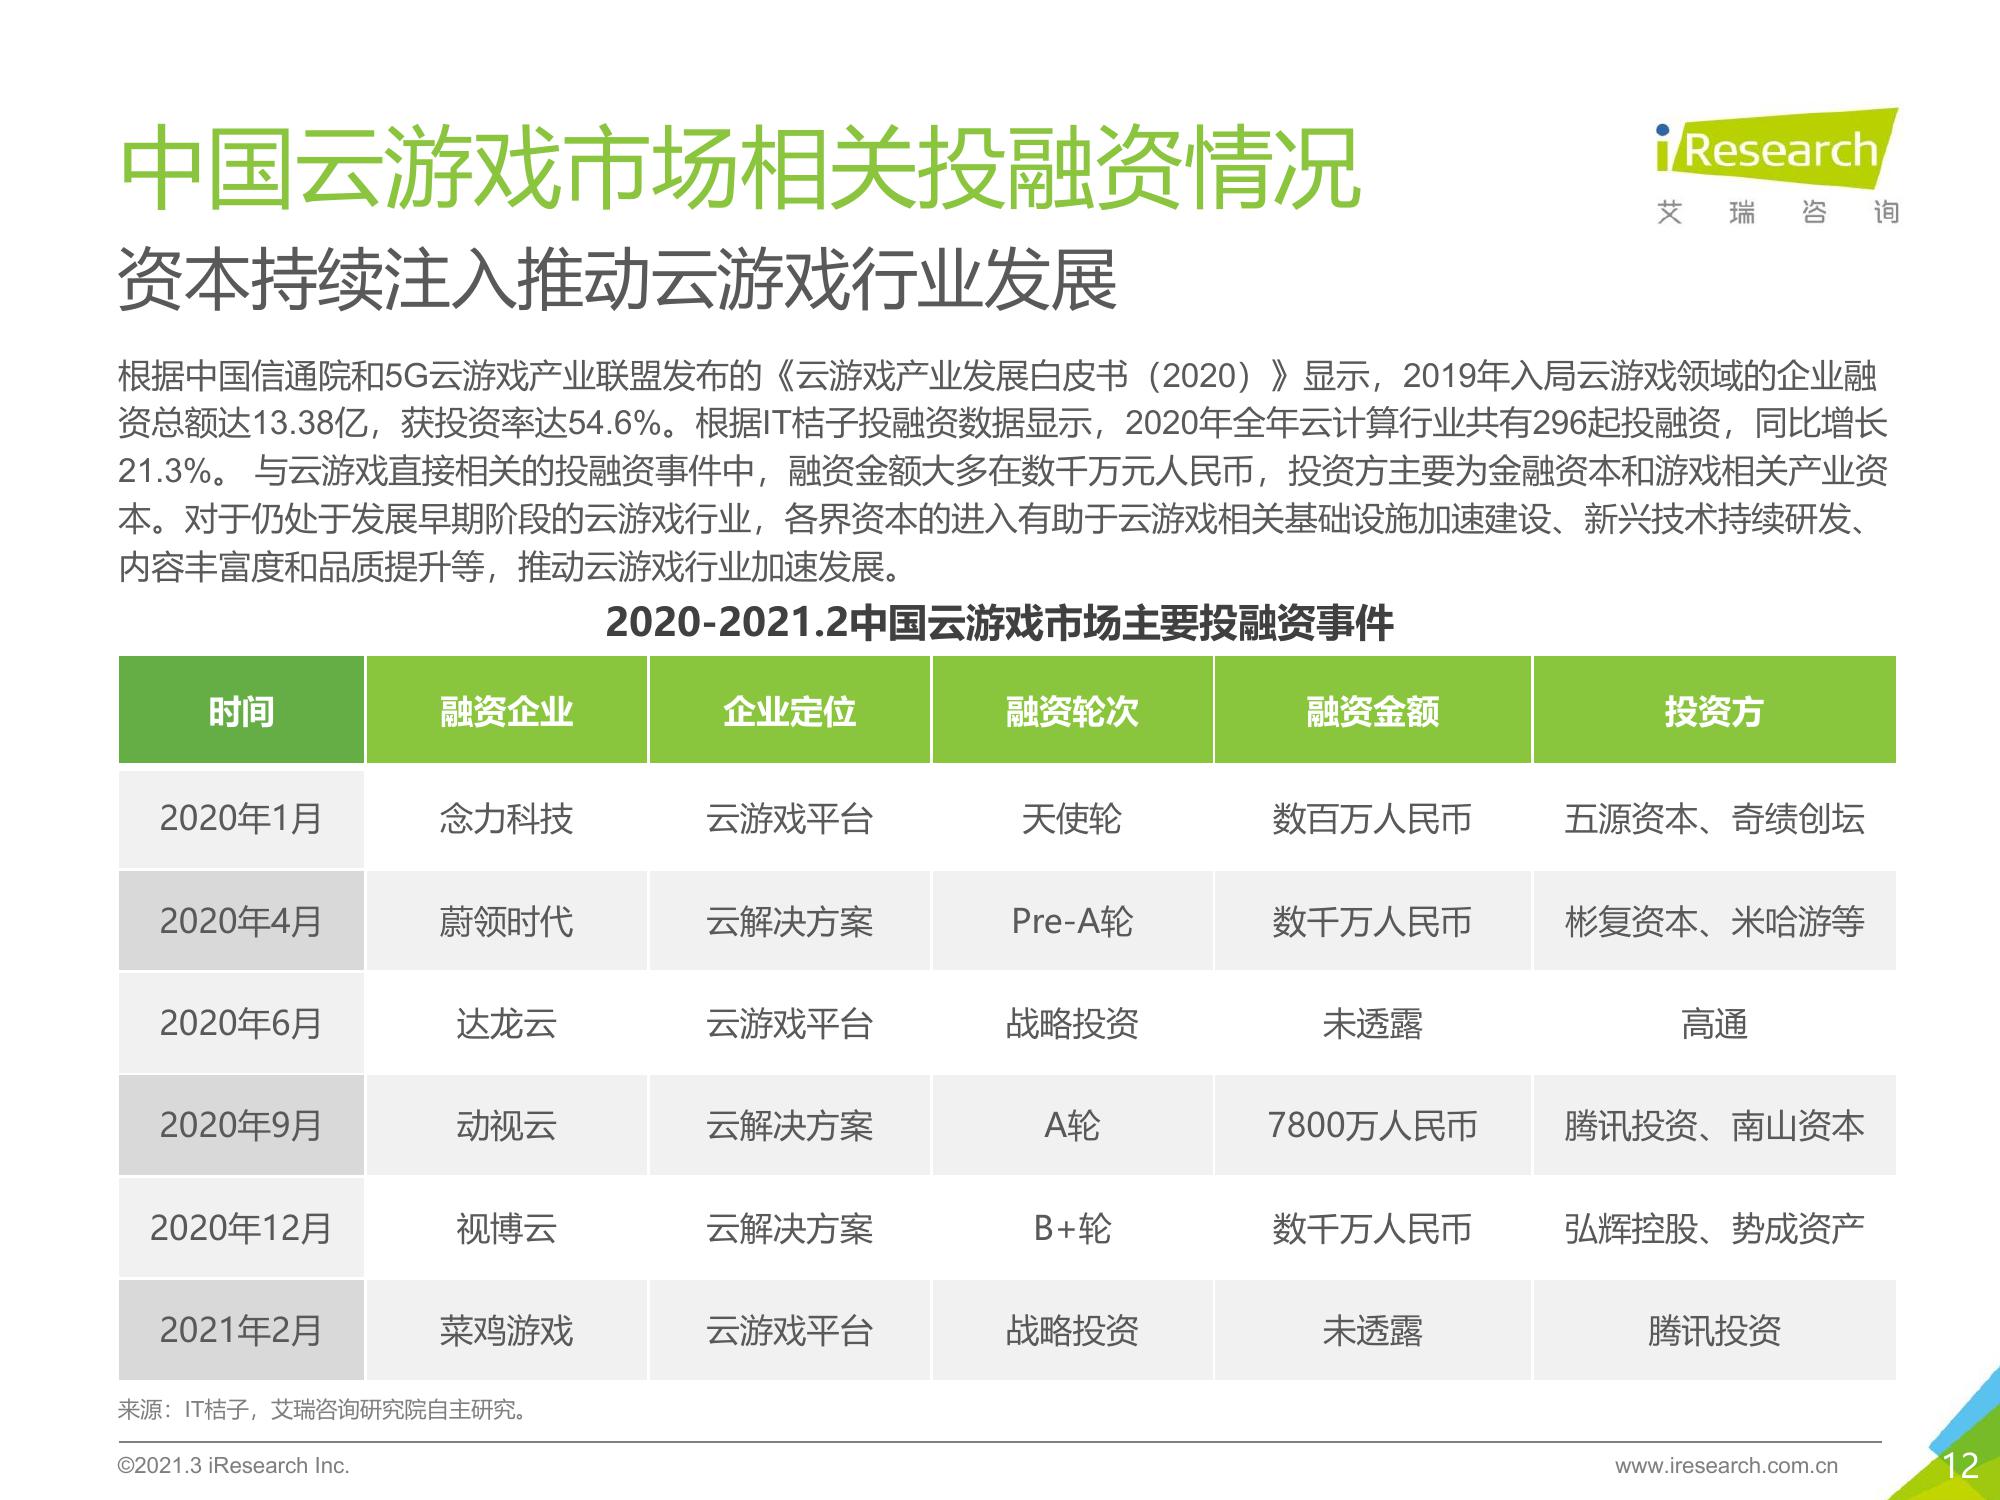 中国云游戏市场相关投融资情况
iResearch
艾瑞咨询
资本持续注入推动云游戏行业发展
根据中国信通院和5G云游戏产业联盟发布的《云游戏产业发展白皮书（2020）》显示，2019年入局云游戏领域的企业融
资总额达13.38亿，获投资率达54.6%。根据IT桔子投融资数据显示，2020年全年云计算行业共有296起投融资，同比增长
21.3%。 与云游戏直接相关的投融资事件中，融资金额大多在数千万元人民币，投资方主要为金融资本和游戏相关产业资
本。对于仍处于发展早期阶段的云游戏行业，各界资本的进入有助于云游戏相关基础设施加速建设、新兴技术持续研发、
内容丰富度和品质提升等，推动云游戏行业加速发展。
2020-2021.2中国云游戏市场主要投融资事件
时间 融资企业 企业定位 融资轮次 融资金额 投资方
2020年1月 念力科技 云游戏平台 天使轮 数百万人民币 五源资本、奇绩创坛
2020年4月 蔚领时代 云解决方案 Pre-A轮 数千万人民币 彬复资本、米哈游等
2020年6月 达龙云 云游戏平台 战略投资 未透露 高通
2020年9月 动视云 云解决方案 A轮 7800万人民币 腾讯投资、南山资本
2020年12月 视博云 云解决方案 B+轮 数千万人民币 弘辉控股、势成资产
2021年2月 菜鸡游戏 云游戏平台 战略投资 未透露 腾讯投资
来源：IT桔子，艾瑞咨询研究院自主研究。
©2021.3 iResearch Inc.
www.iresearch.com.cn
12